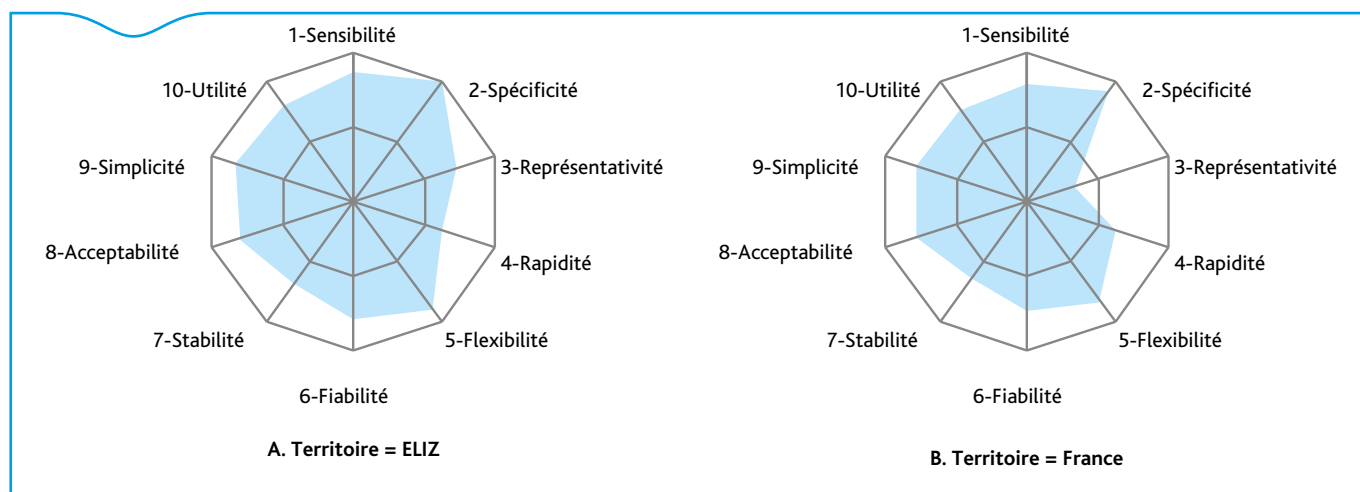 1-Sensibilité
10-Utilité
2-Spécificité
9-Simplicité
3-Représentativité
8-Acceptabilité
4-Rapidité
7-Stabilité
5-Flexibilité
6-Fiabilité
A. Territoire = ELIZ
1-Sensibilité
10-Utilité
2-Spécificité
9-Simplicité
3-Représentativité
8-Acceptabilité
4-Rapidité
7-Stabilité
5-Flexibilité
6-Fiabilité
B. Territoire = France